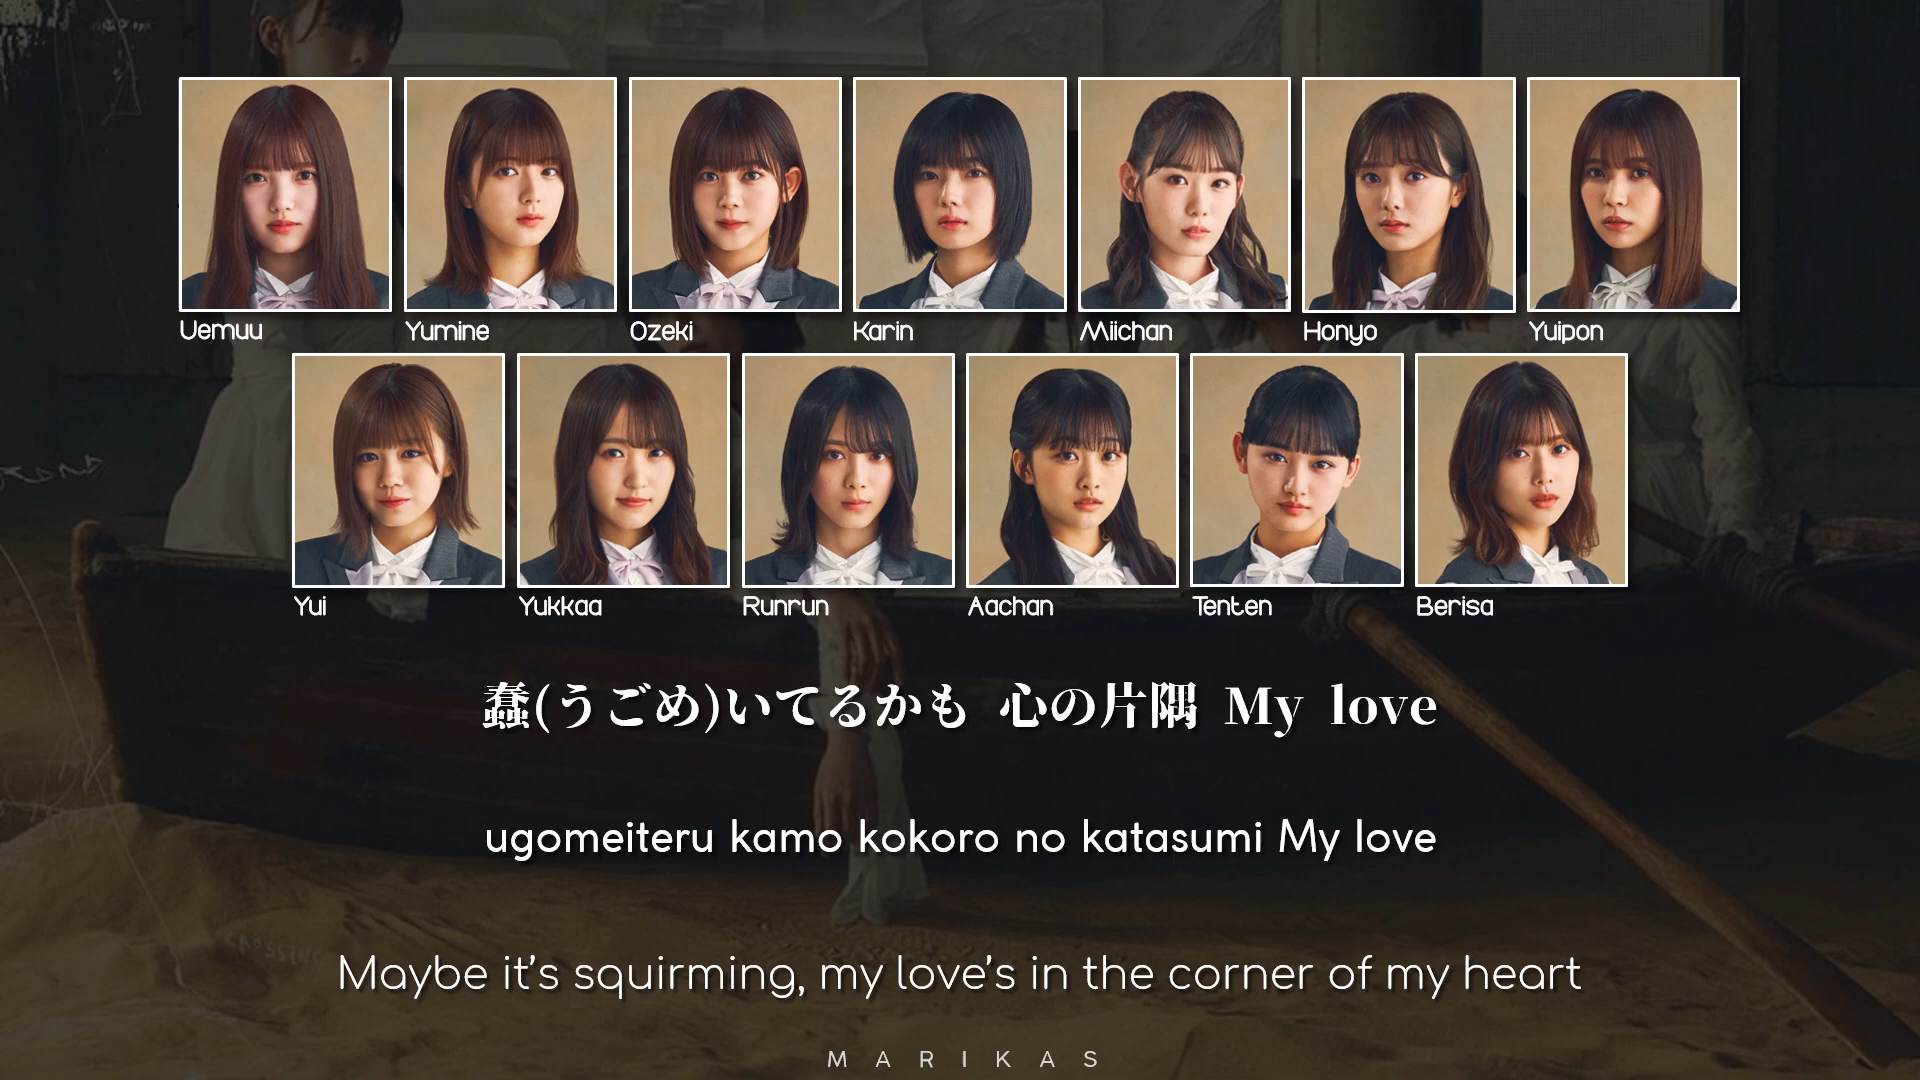 Uemuu Yumine Ozeki Karin Miichan Honyo Yuipon
Yui Yukkaa Runrun Aachan Tenten Berisa
蠢(うごめ)いてるかも 心の片隅 My love
ugomeiteru kamo kokoro no katasumi My love
Maybe it's squirming, my love's in the corner of my heart
MARIKAS